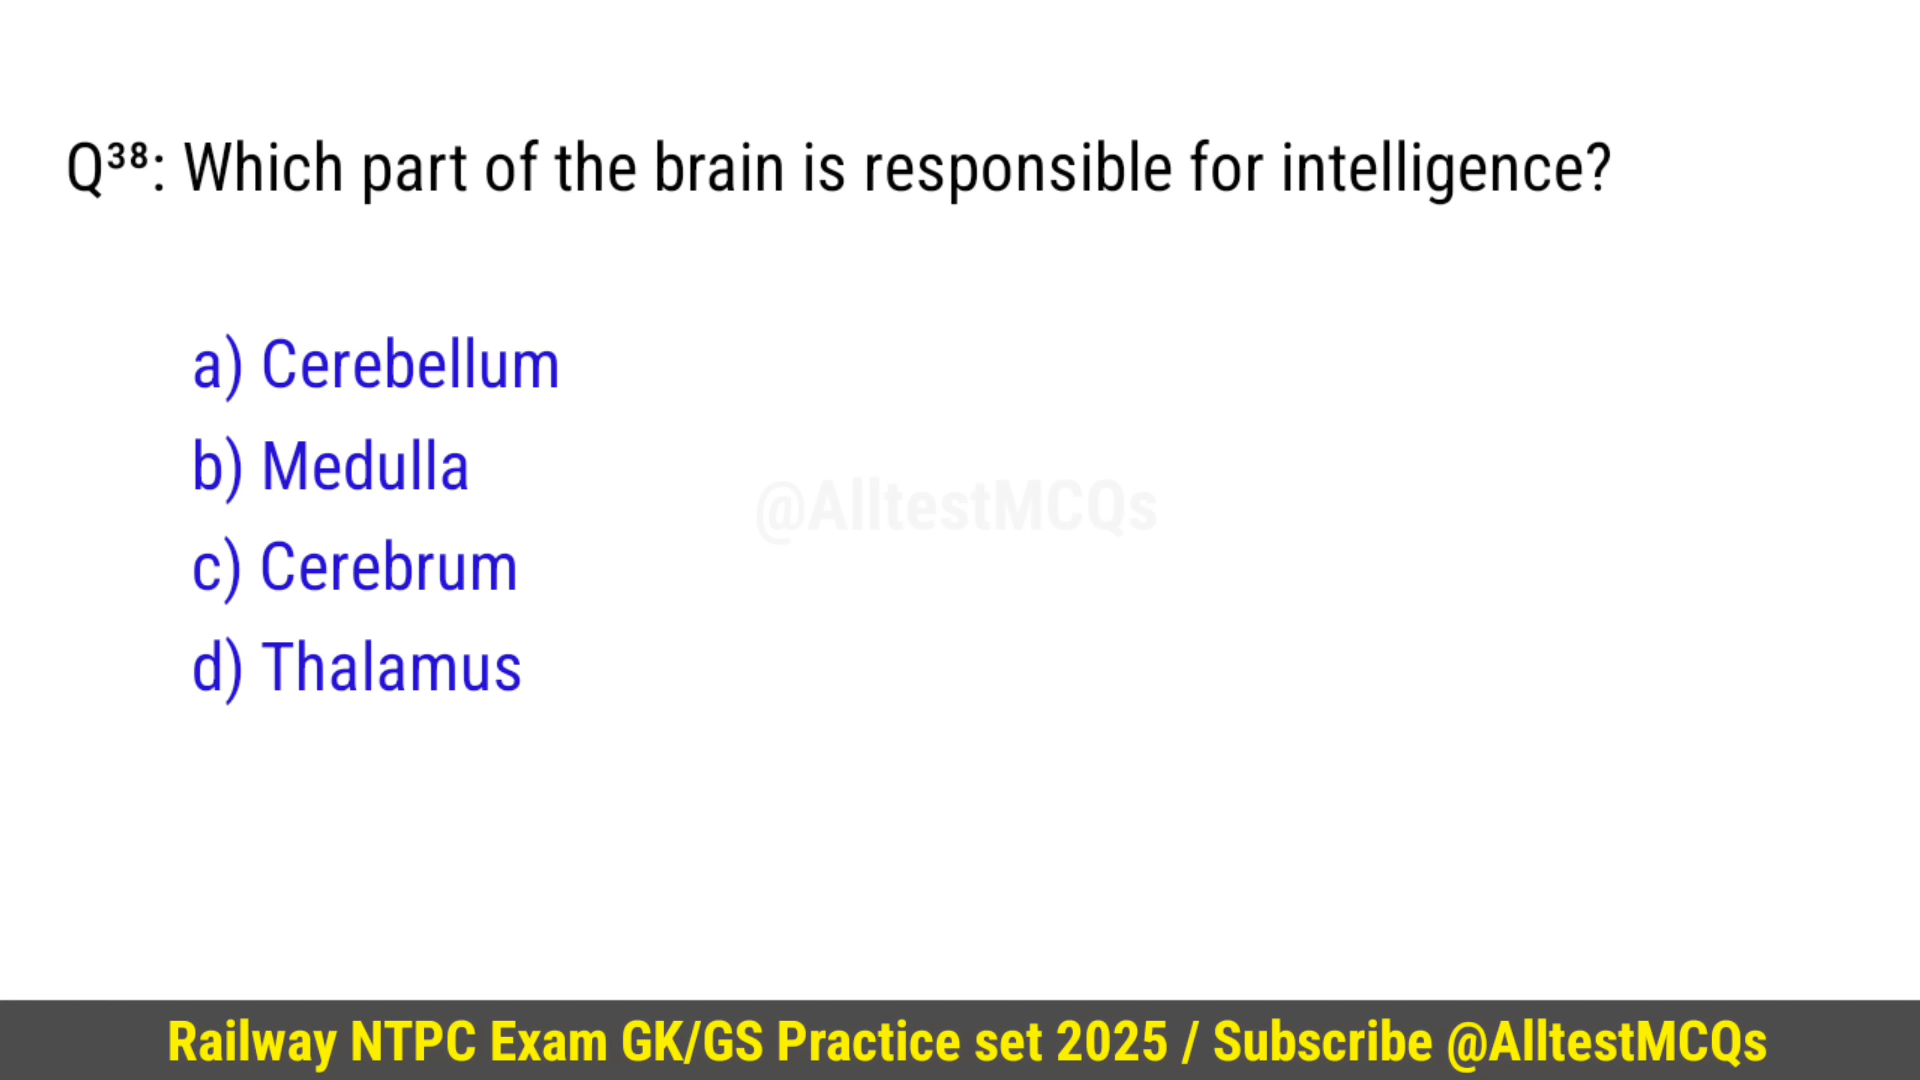 Q³⁸: Which part of the brain is responsible for intelligence?
a) Cerebellum
b) Medulla
@AlltestMCQs
c) Cerebrum
d) Thalamus
Railway NTPC Exam GK/GS Practice set 2025 / Subscribe @AlltestMCQs